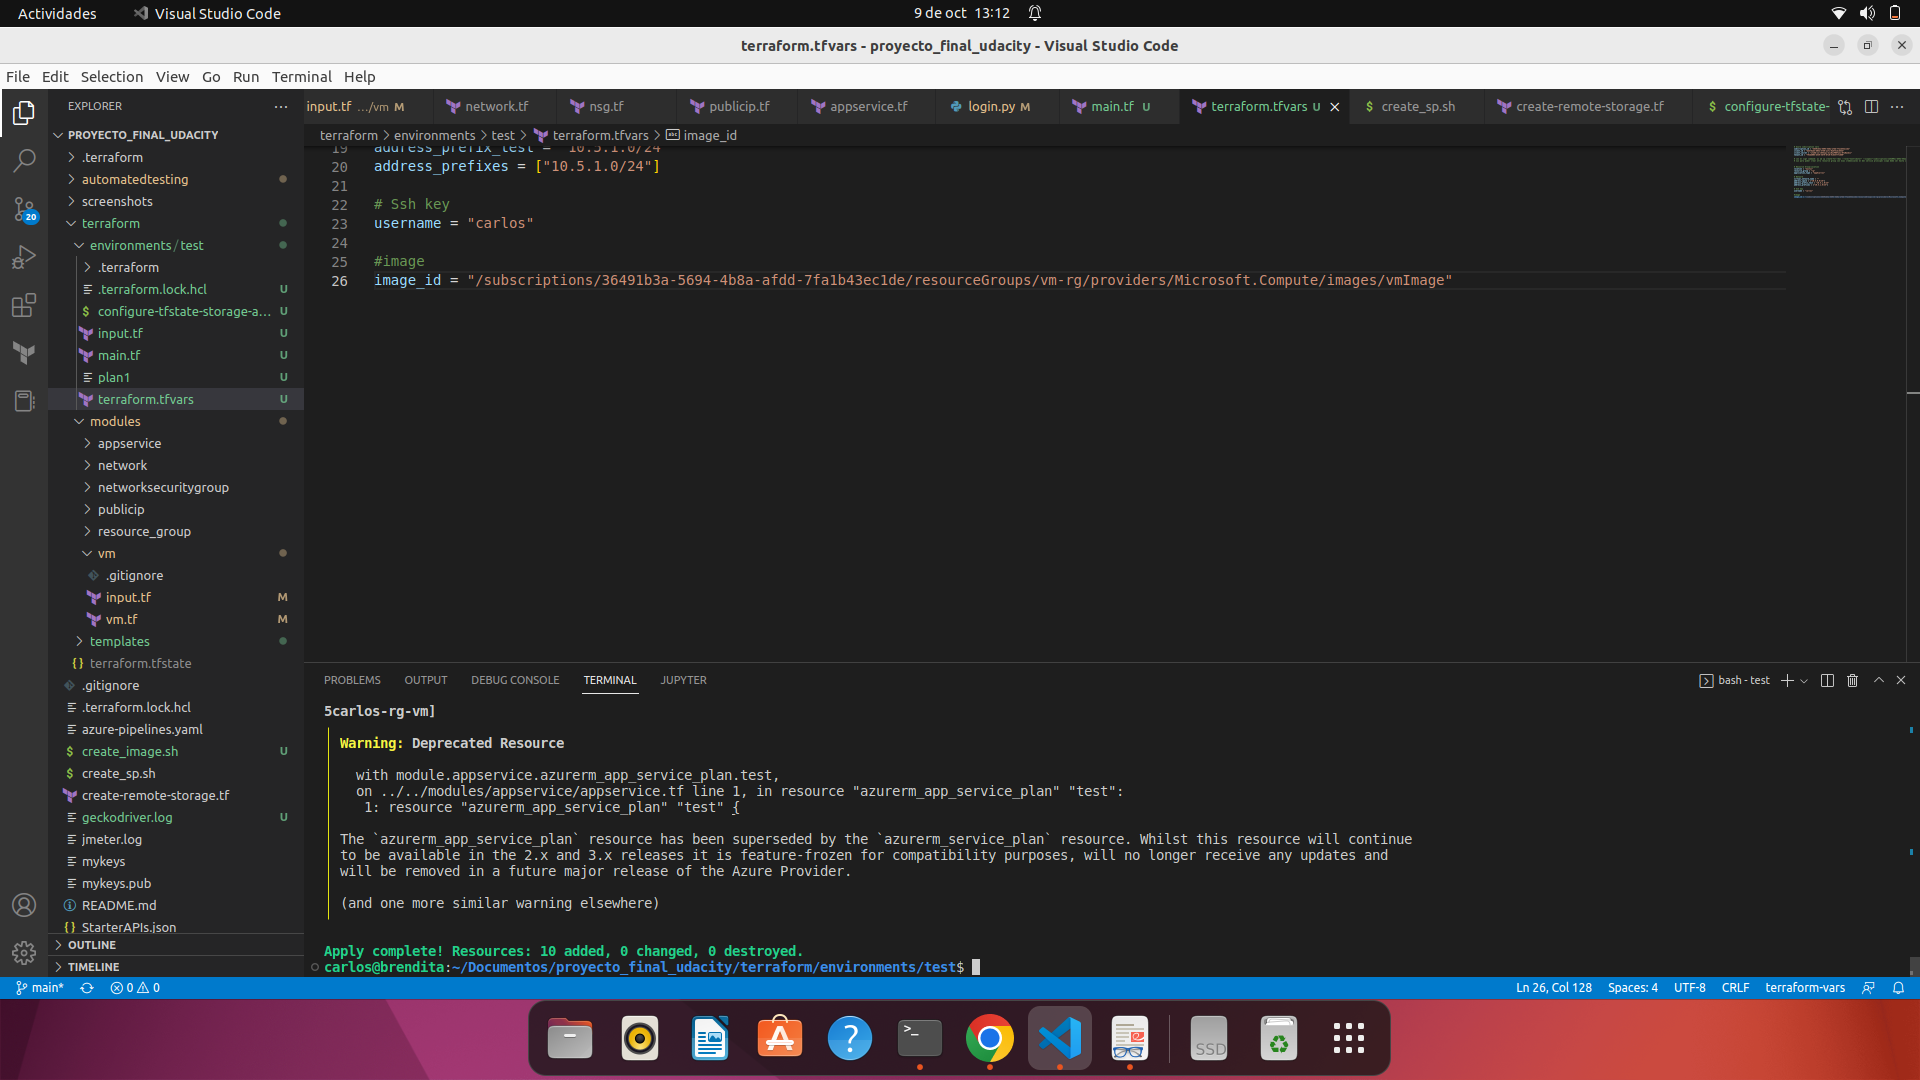 Actividades
Visual Studio Code
9 de oct 13:12
terraform.tfvars - proyecto_final_udacity - Visual Studio Code
File Edit Selection View Go Run Terminal Help
EXPLORER
PROYECTO_FINAL_UDACITY
.terraform
automatedtesting
screenshots
20
terraform
environments/test
.terraform
.terraform.lock.hcl U
configure-tfstate-storage-a... U
input.tf U
main.tf U
plan1 U
terraform.tfvars U
modules
appservice
network
networksecuritygroup
publicip
resource_group
vm
.gitignore
input.tf M
vm.tf M
templates
terraform.tfstate
.gitignore
.terraform.lock.hcl
azure-pipelines.yaml
create_image.sh U
create_sp.sh
create-remote-storage.tf
geckodriver.log U
jmeter.log
mykeys
mykeys.pub
README.md
StarterAPIs.json
OUTLINE
TIMELINE
input.tf .../vm M
network.tf
nsg.tf
publicip.tf
appservice.tf
login.py M
main.tf U
terraform.tfvars U
create_sp.sh
create-remote-storage.tf
configure-tfstate-
terraform > environments > test > terraform.tfvars > image_id
19 address_prefix_test = "10.5.1.0/24"
20 address_prefixes = ["10.5.1.0/24"]
21
22 # Ssh key
23 username = "carlos"
24
25 #image
26 image_id = "/subscriptions/36491b3a-5694-4b8a-afdd-7fa1b43ec1de/resourceGroups/vm-rg/providers/Microsoft.Compute/images/vmImage"
PROBLEMS OUTPUT DEBUG CONSOLE TERMINAL JUPYTER
bash - test
5carlos-rg-vm]
Warning: Deprecated Resource
with module.appservice.azurerm_app_service_plan.test,
on ../../modules/appservice/appservice.tf line 1, in resource "azurerm_app_service_plan" "test":
1: resource "azurerm_app_service_plan" "test" {
The `azurerm_app_service_plan` resource has been superseded by the `azurerm_service_plan` resource. Whilst this resource will continue
to be available in the 2.x and 3.x releases it is feature-frozen for compatibility purposes, will no longer receive any updates and
will be removed in a future major release of the Azure Provider.
(and one more similar warning elsewhere)
Apply complete! Resources: 10 added, 0 changed, 0 destroyed.
carlos@brendita:~/Documentos/proyecto_final_udacity/terraform/environments/test$
main* 0 0
Ln 26, Col 128 Spaces: 4 UTF-8 CRLF terraform-vars
SSD